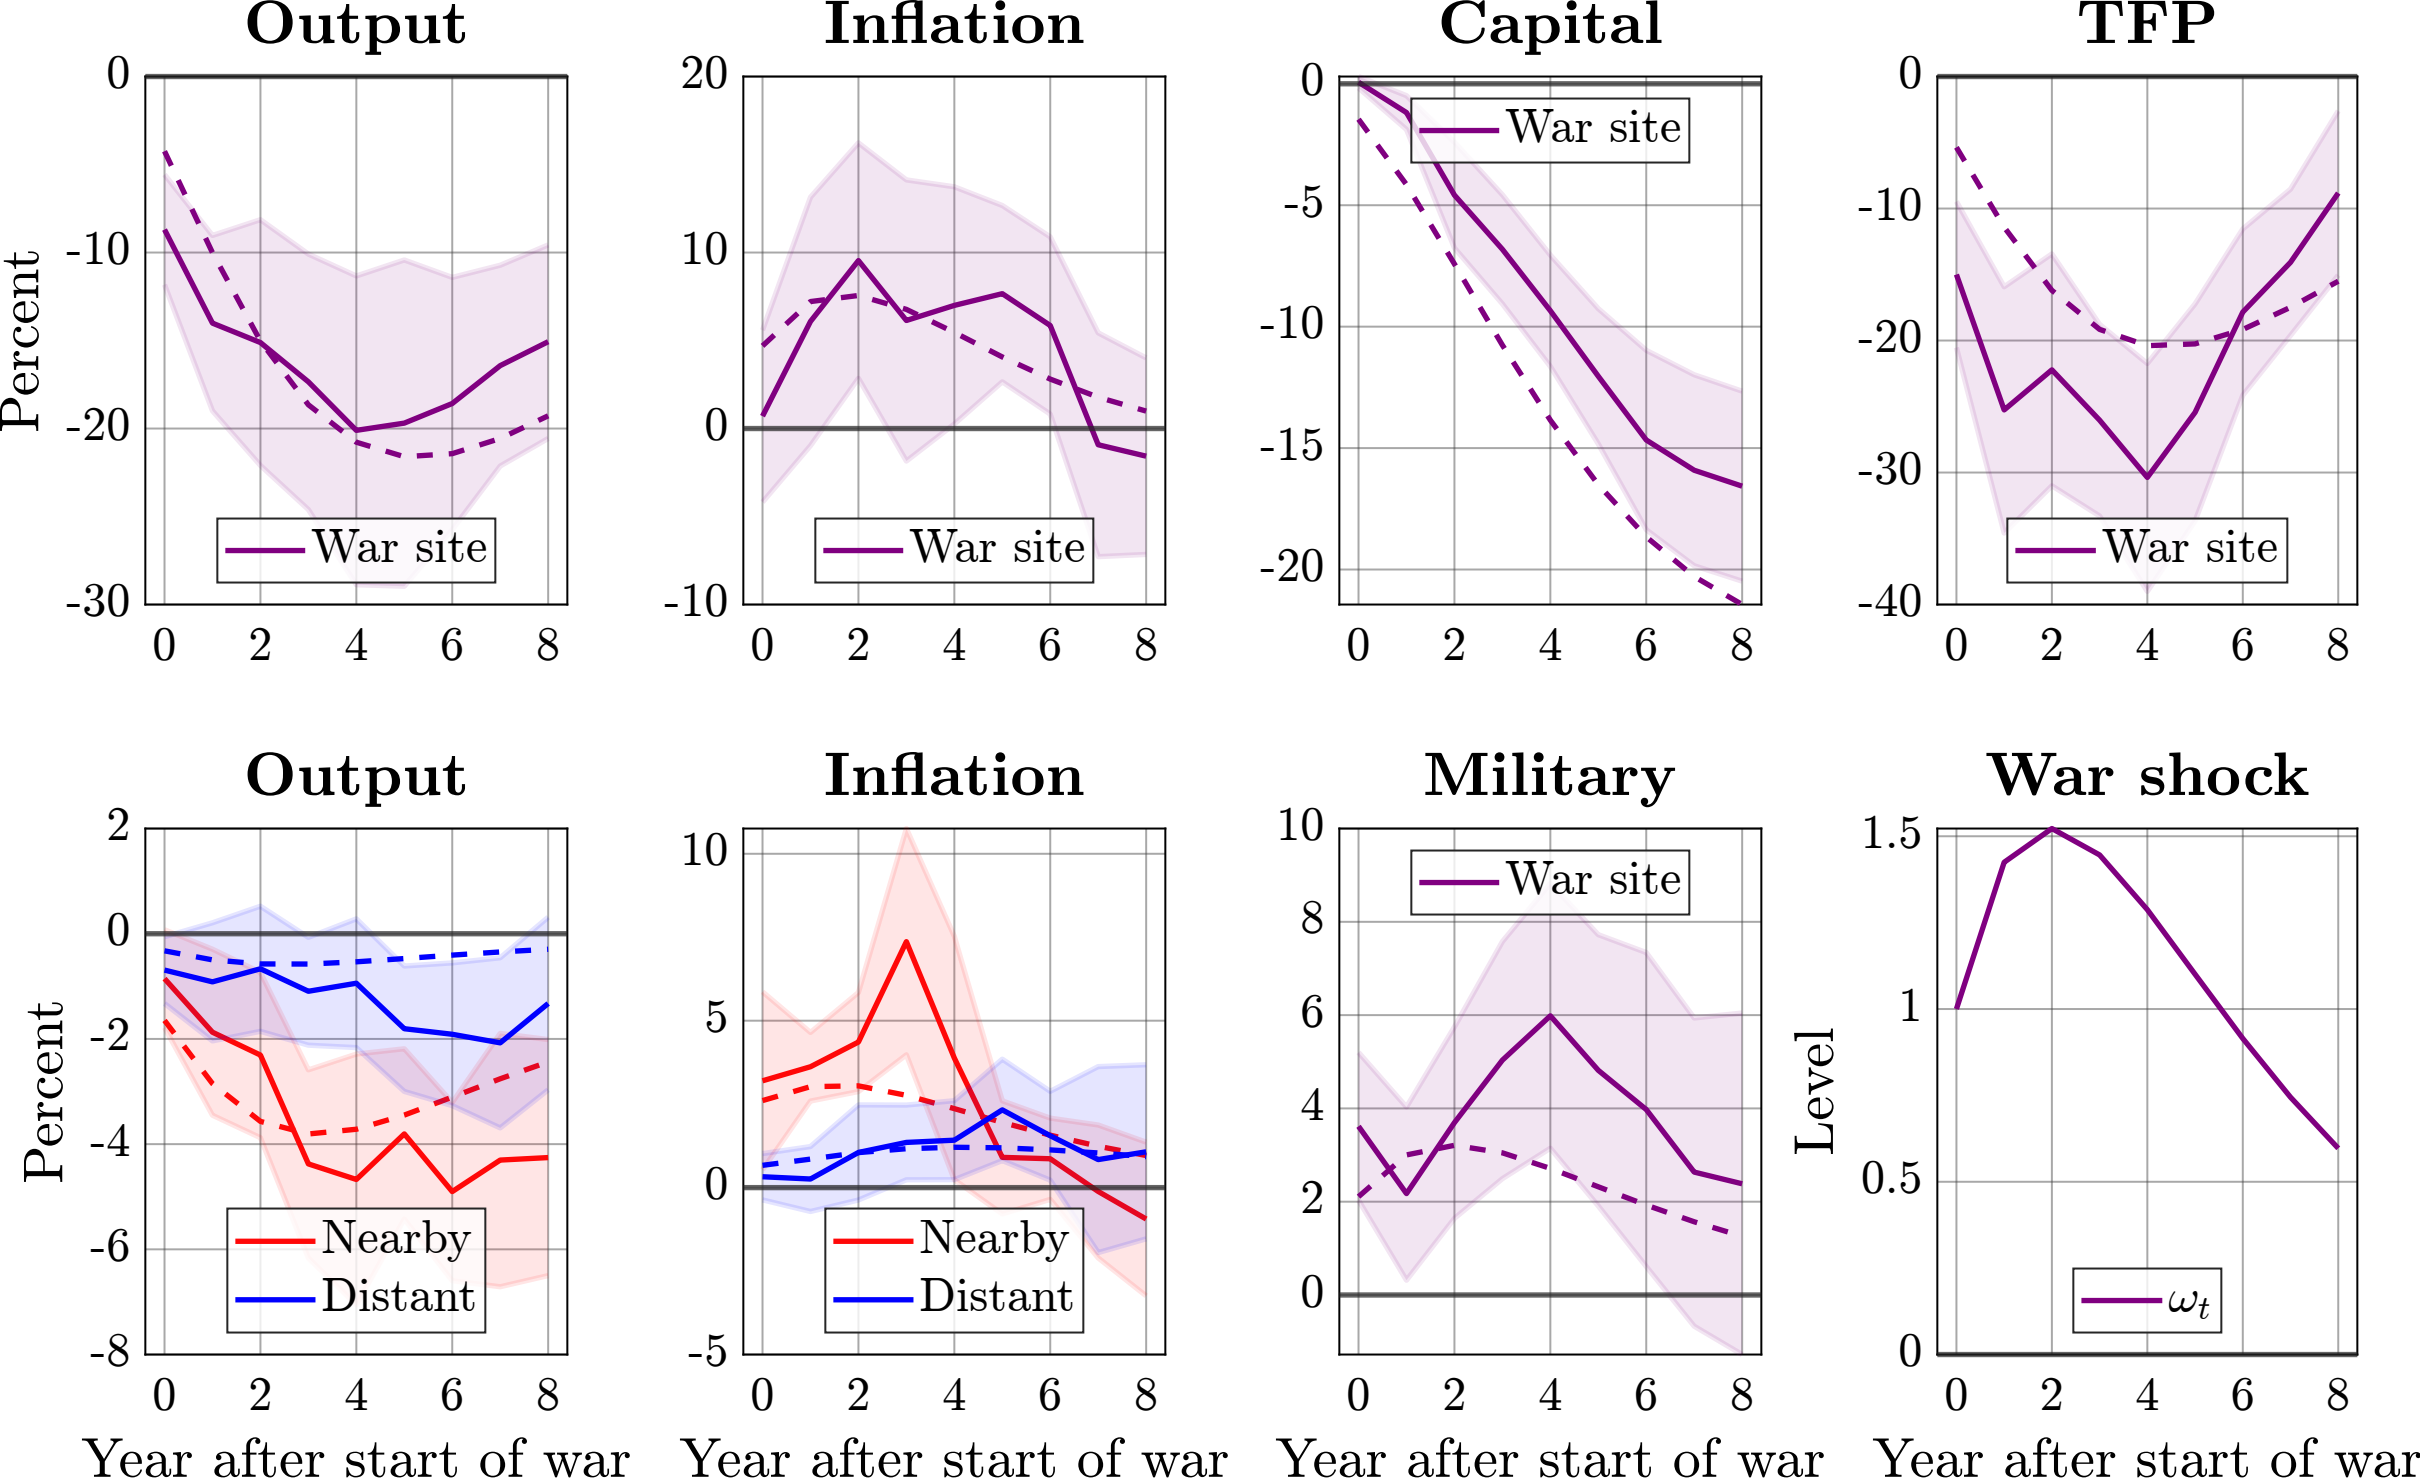 Output Inflation Capital TFP
Percent
0
-10
-20
-30
War site
0 2 4 6 8
20
10
0
-10
War site
0 2 4 6 8
0
-5
-10
-15
-20
War site
0 2 4 6 8
0
-10
-20
-30
-40
War site
0 2 4 6 8
Output Inflation Military War shock
Percent
2
0
-2
-4
-6
-8
Nearby
Distant
0 2 4 6 8
Year after start of war
10
5
0
-5
Nearby
Distant
0 2 4 6 8
Year after start of war
10
8
6
4
2
0
War site
0 2 4 6 8
Year after start of war
Level
1.5
1
0.5
0
ωₜ
0 2 4 6 8
Year after start of war